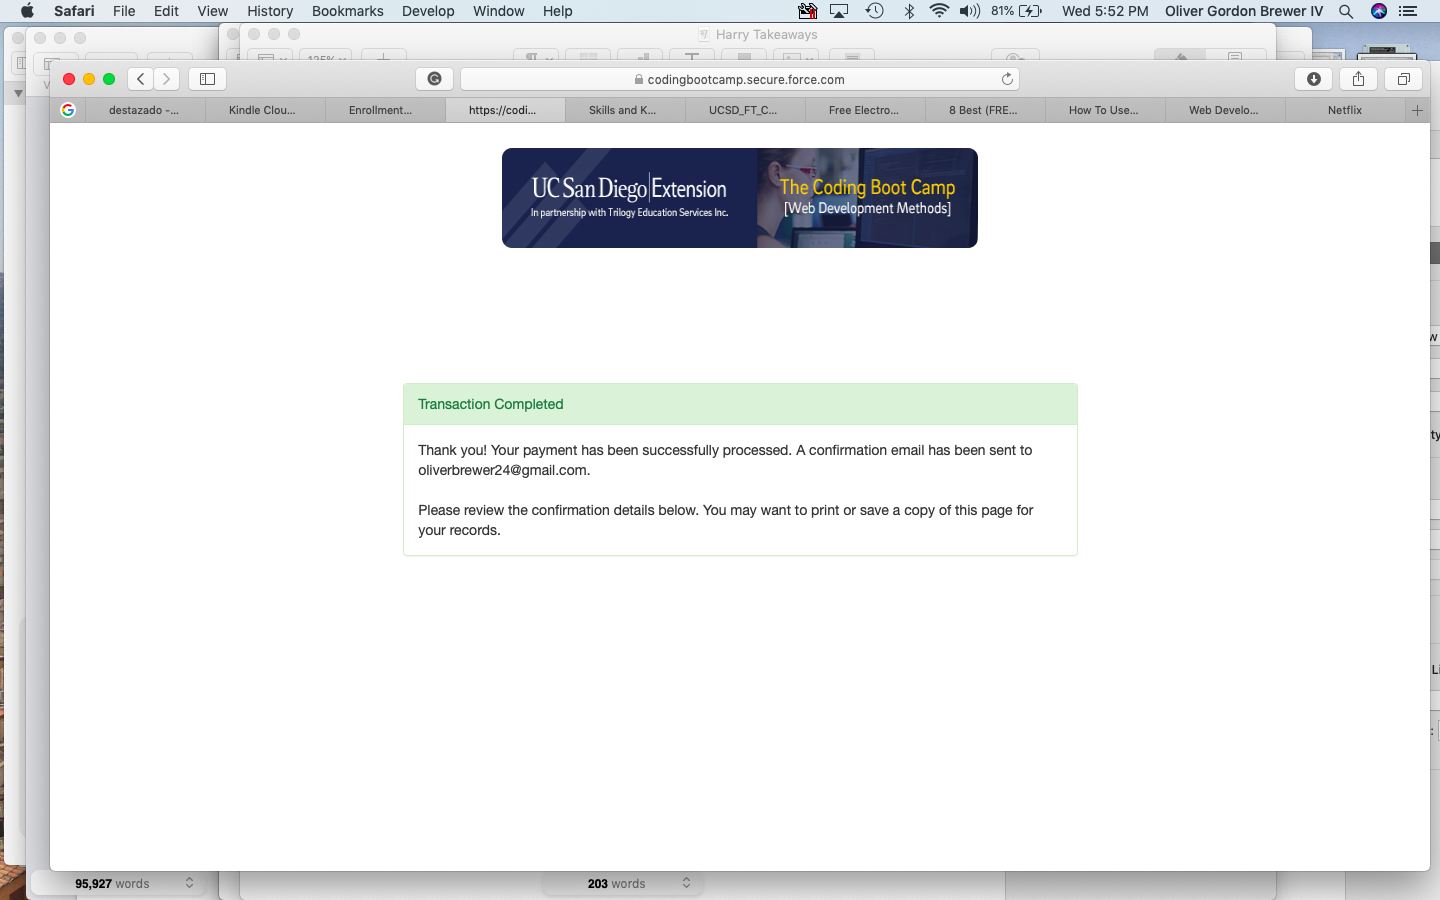 Safari File Edit View History Bookmarks Develop Window Help 81% Wed 5:52 PM Oliver Gordon Brewer IV
Harry Takeaways
125%
codingbootcamp.secure.force.com
destazado -... Kindle Clou... Enrollment... https://codi... Skills and K... UCSD_FT_C... Free Electro... 8 Best (FRE... How To Use... Web Develo... Netflix
UC San Diego Extension
In partnership with Trilogy Education Services Inc.
The Coding Boot Camp
[Web Development Methods]
Transaction Completed
Thank you! Your payment has been successfully processed. A confirmation email has been sent to
oliverbrewer24@gmail.com.
Please review the confirmation details below. You may want to print or save a copy of this page for
your records.
95,927 words
203 words